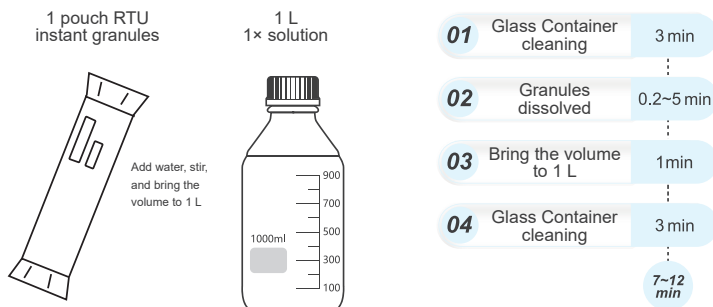 1 pouch RTU
instant granules
1 L
1× solution
Add water, stir,
and bring the
volume to 1 L
1000ml
900
700
500
300
100
01 Glass Container
cleaning
3 min
02 Granules
dissolved
0.2~5 min
03 Bring the volume
to 1 L
1min
04 Glass Container
cleaning
3 min
7~12
min